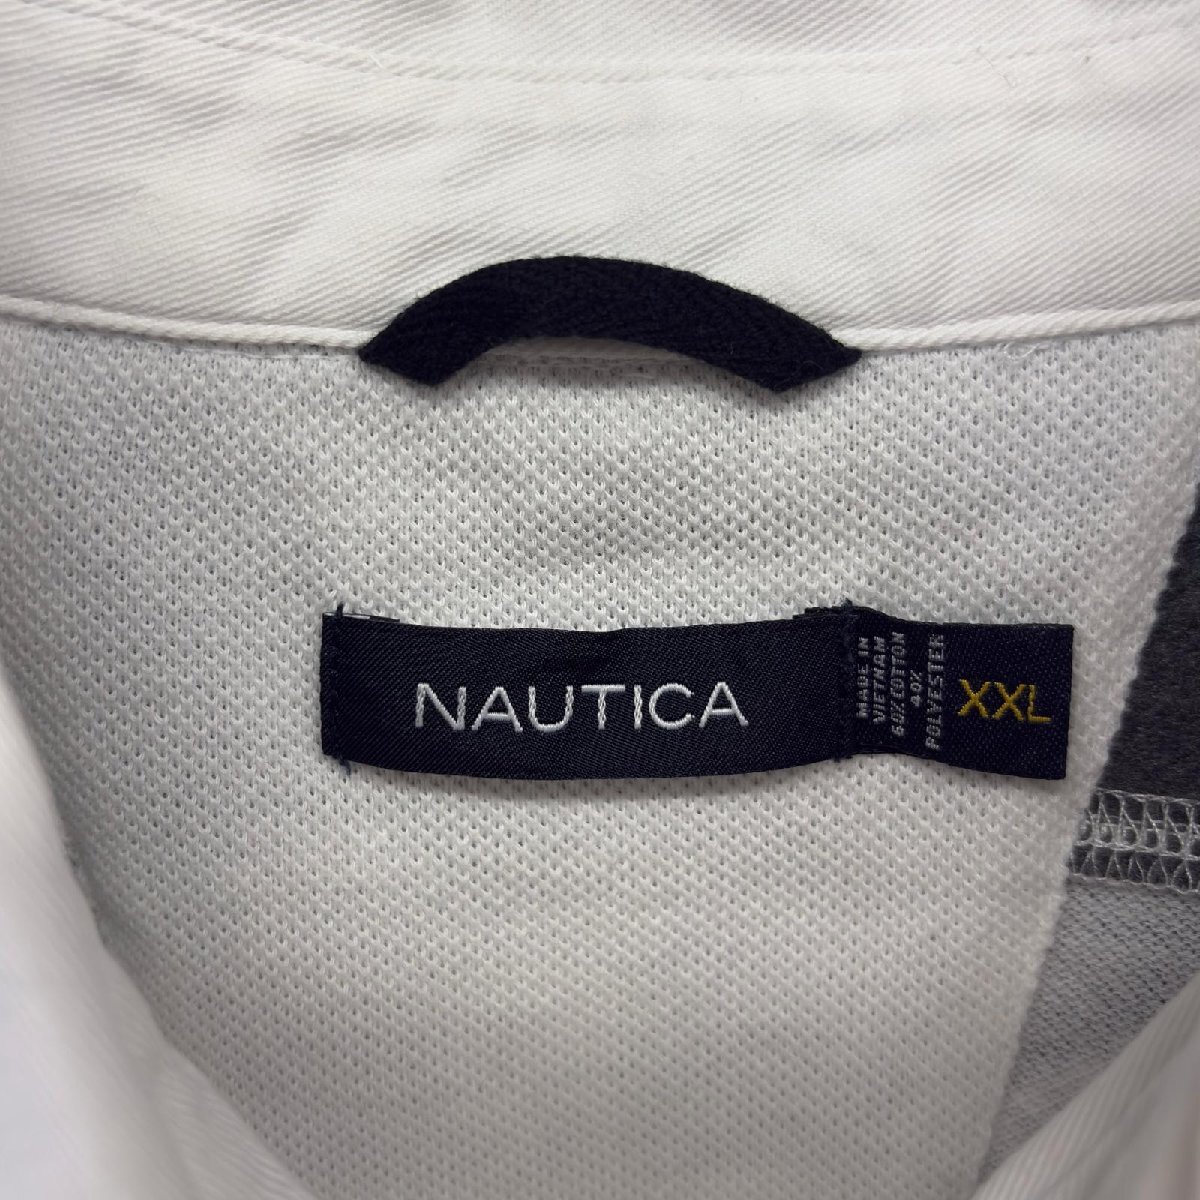 NAUTICA
MADE IN
VIETNAM
60% COTTON
40%
POLYESTER
XXL